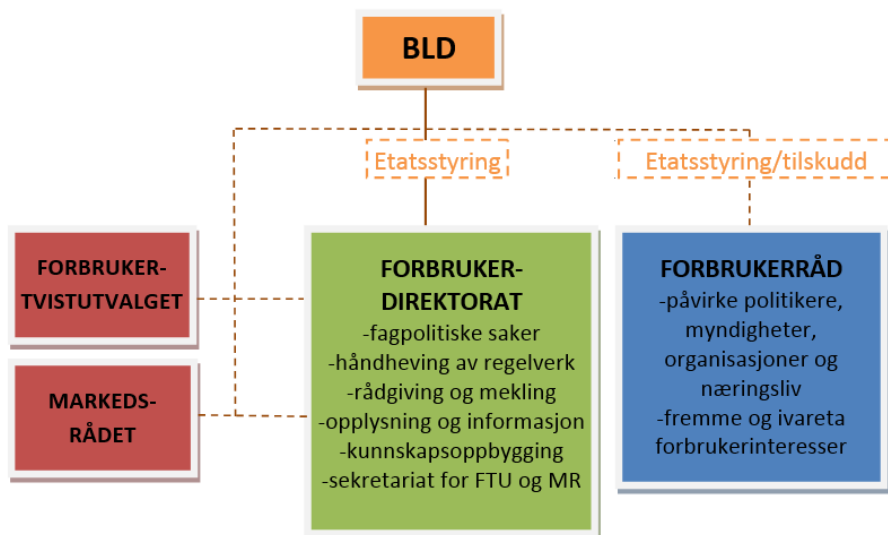 BLD
Etatsstyring
Etatsstyring/tilskudd
FORBRUKER-
TVISTUTVALGET
MARKEDS-
RÅDET
FORBRUKER-
DIREKTORAT
-fagpolitiske saker
-håndheving av regelverk
-rådgiving og mekling
-opplysning og informasjon
-kunnskapsoppbygging
-sekretariat for FTU og MR
FORBRUKERRÅD
-påvirke politikere,
myndigheter,
organisasjoner og
næringsliv
-fremme og ivareta
forbrukerinteresser